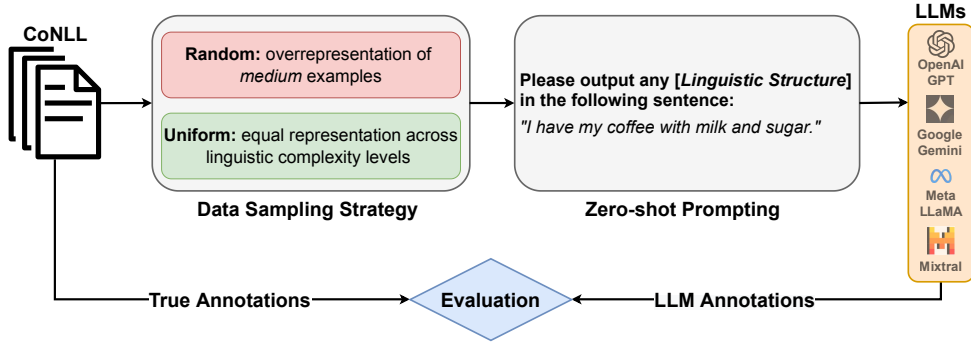 CoNLL
Random: overrepresentation of
medium examples
Uniform: equal representation across
linguistic complexity levels
Data Sampling Strategy
Please output any [Linguistic Structure]
in the following sentence:
"I have my coffee with milk and sugar."
Zero-shot Prompting
LLMs
OpenAI
GPT
Google
Gemini
Meta
LLaMA
Mixtral
True Annotations
Evaluation
LLM Annotations